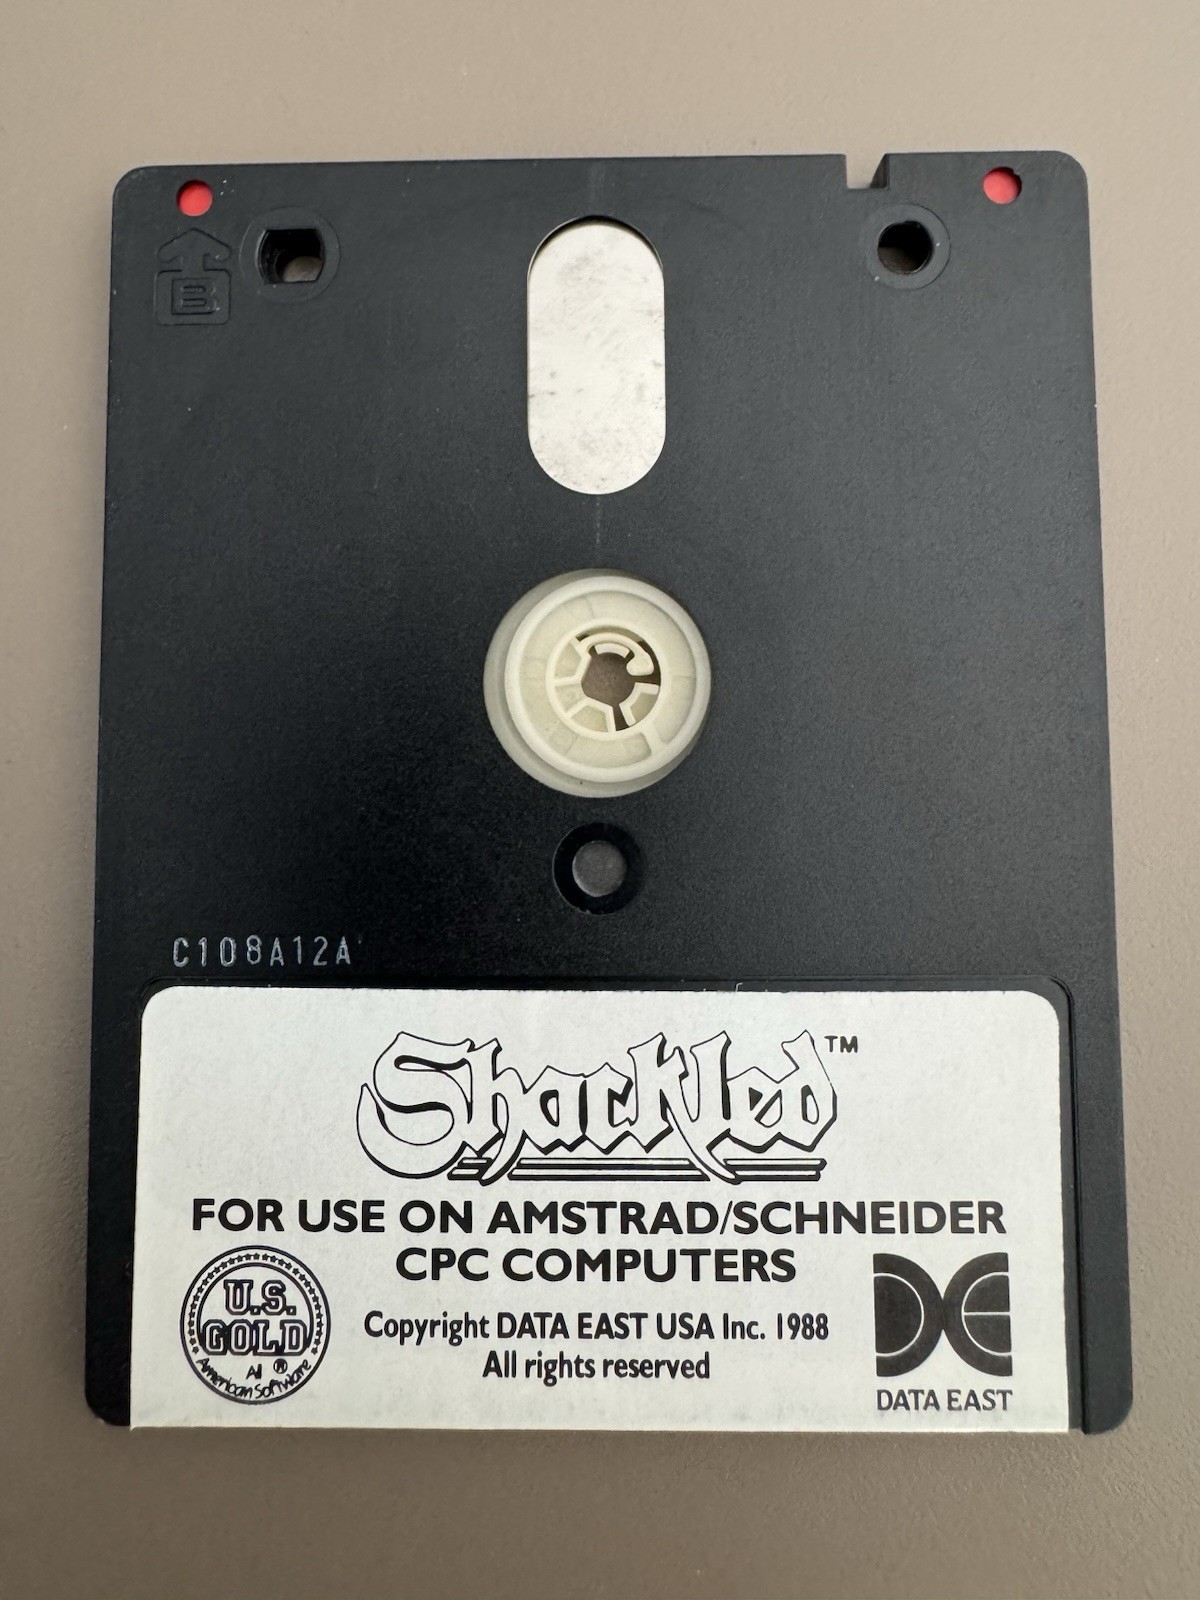 B
C108A12A
Shackled™
FOR USE ON AMSTRAD/SCHNEIDER
CPC COMPUTERS
U.S.
GOLD®
All
American Software
Copyright DATA EAST USA Inc. 1988
All rights reserved
DE
DATA EAST